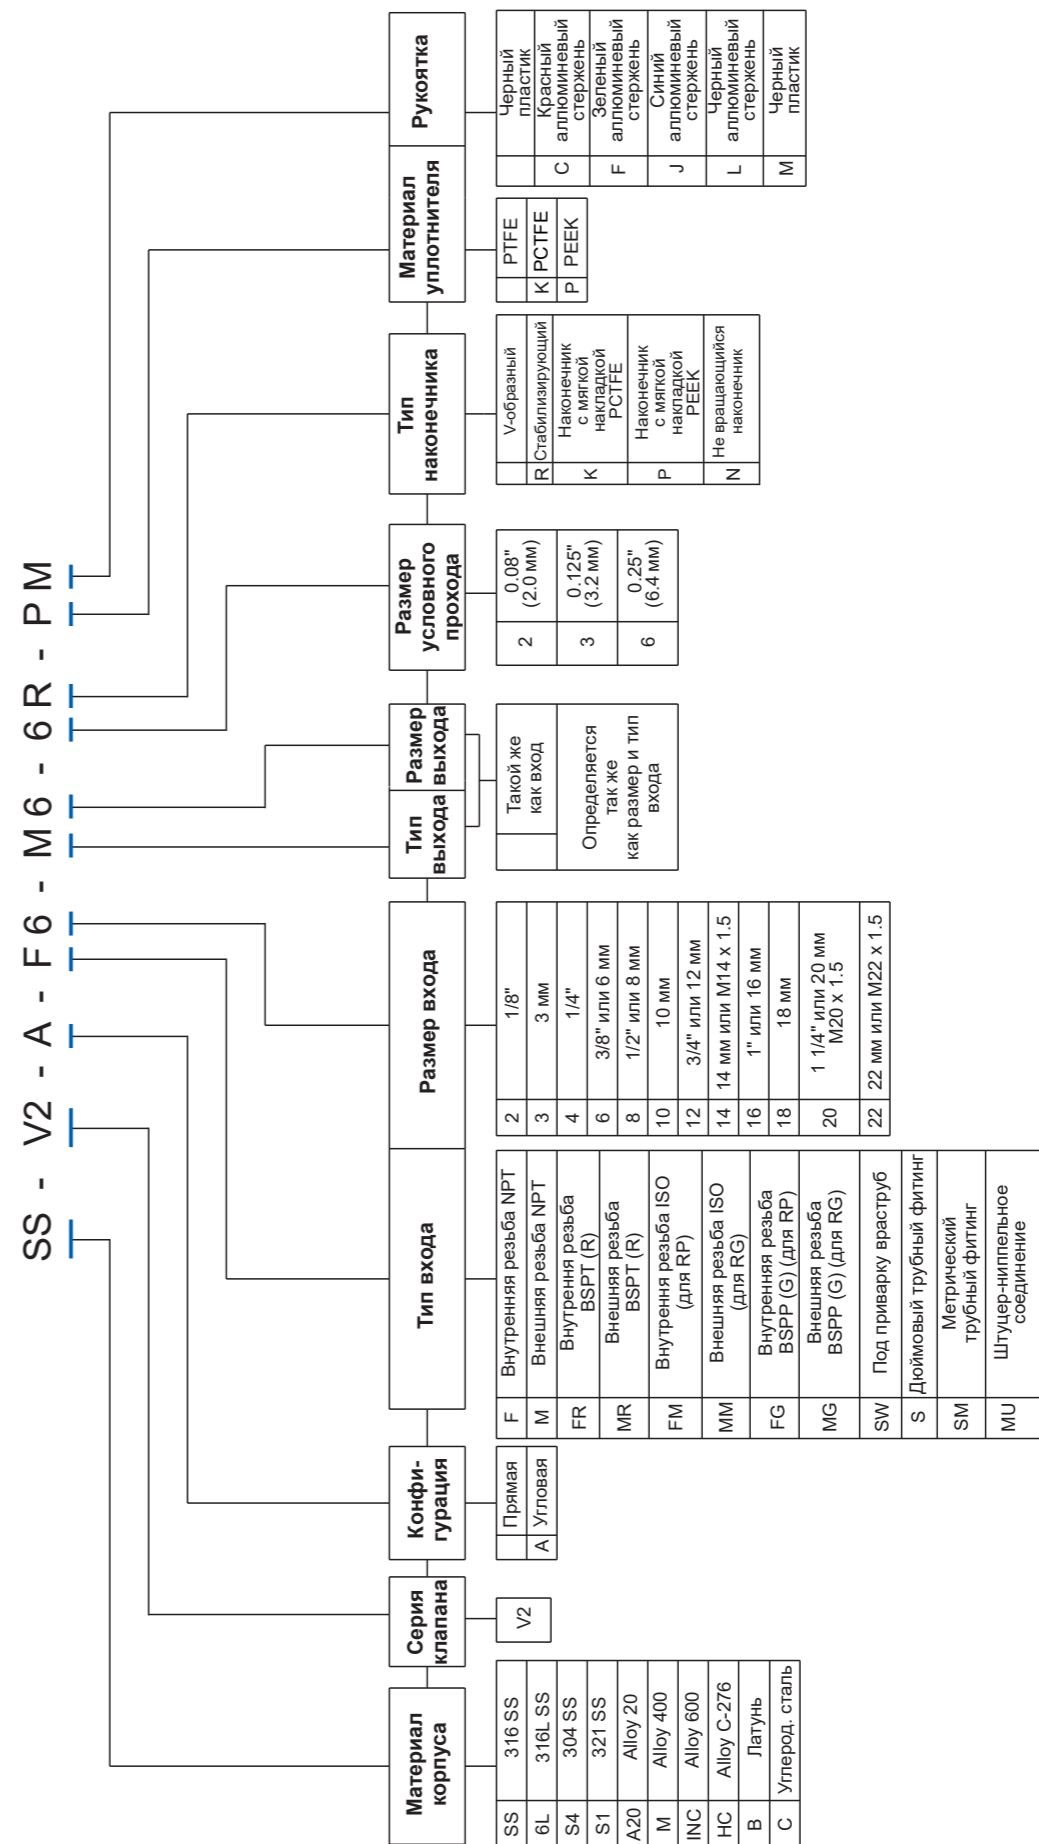 SS - V2 - A - F6 - M6 - 6R - PM
Материал
корпуса
SS 316 SS
6L 316L SS
S4 304 SS
S1 321 SS
A20 Alloy 20
M Alloy 400
INC Alloy 600
HC Alloy C-276
B Латунь
C Углерод. сталь
Серия
клапана
V2
Конфи-
гурация
Прямая
A Угловая
Тип входа
F Внутренняя резьба NPT
M Внешняя резьба NPT
FR Внутрення резьба
BSPT (R)
MR Внешняя резьба
BSPT (R)
FM Внутрення резьба ISO
(для RP)
MM Внешняя резьба ISO
(для RG)
FG Внутренняя резьба
BSPP (G) (для RP)
MG Внешняя резьба
BSPP (G) (для RG)
SW Под приварку враструб
S Дюймовый трубный фитинг
SM Метрический
трубный фитинг
MU Штуцер-ниппельное
соединение
Размер входа
2 1/8"
3 3 мм
4 1/4"
6 3/8" или 6 мм
8 1/2" или 8 мм
10 10 мм
12 3/4" или 12 мм
14 14 мм или M14 x 1.5
16 1" или 16 мм
18 18 мм
20 1 1/4" или 20 мм
M20 x 1.5
22 22 мм или M22 x 1.5
Тип
выхода
Размер
выхода
Такой же
как вход
Определяется
так же
как размер и тип
входа
Размер
условного
прохода
2 0.08"
(2.0 мм)
3 0.125"
(3.2 мм)
6 0.25"
(6.4 мм)
Тип
наконечника
V-образный
R Стабилизирующий
K Наконечник
с мягкой
накладкой
PCTFE
P Наконечник
с мягкой
накладкой
PEEK
N Не вращающийся
наконечник
Материал
уплотнителя
PTFE
K PCTFE
P PEEK
Рукоятка
Черный
пластик
C Красный
аллюминевый
стержень
F Зеленый
аллюминевый
стержень
J Синий
аллюминевый
стержень
L Черный
аллюминевый
стержень
M Черный
пластик